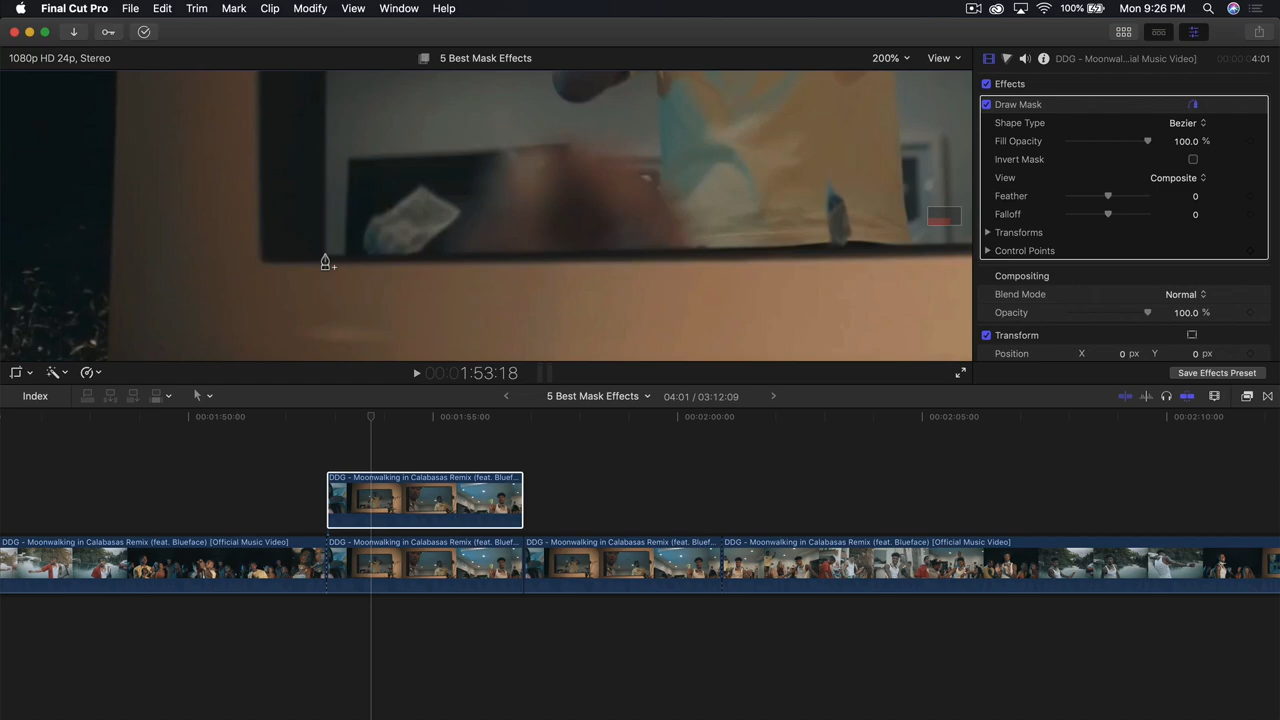 Final Cut Pro File Edit Trim Mark Clip Modify View Window Help 100% Mon 9:26 PM
1080p HD 24p, Stereo 5 Best Mask Effects 200% View DDG - Moonwal...ial Music Video] 4:01
Effects
Draw Mask
Shape Type Bezier
Fill Opacity 100.0 %
Invert Mask
View Composite
Feather 0
Falloff 0
Transforms
Control Points
Compositing
Blend Mode Normal
Opacity 100.0 %
Transform
Position X 0 px Y 0 px
00:00:1:53:18 Save Effects Preset
Index 5 Best Mask Effects 04:01 / 03:12:09
00:01:50:00 00:01:55:00 00:02:00:00 00:02:05:00 00:02:10:00
DDG - Moonwalking in Calabasas Remix (feat. Bluef...
DDG - Moonwalking in Calabasas Remix (feat. Blueface) [Official Music Video] DDG - Moonwalking in Calabasas Remix (feat. Bluef... DDG - Moonwalking in Calabasas Remix (feat. Bluef... DDG - Moonwalking in Calabasas Remix (feat. Blueface) [Official Music Video]